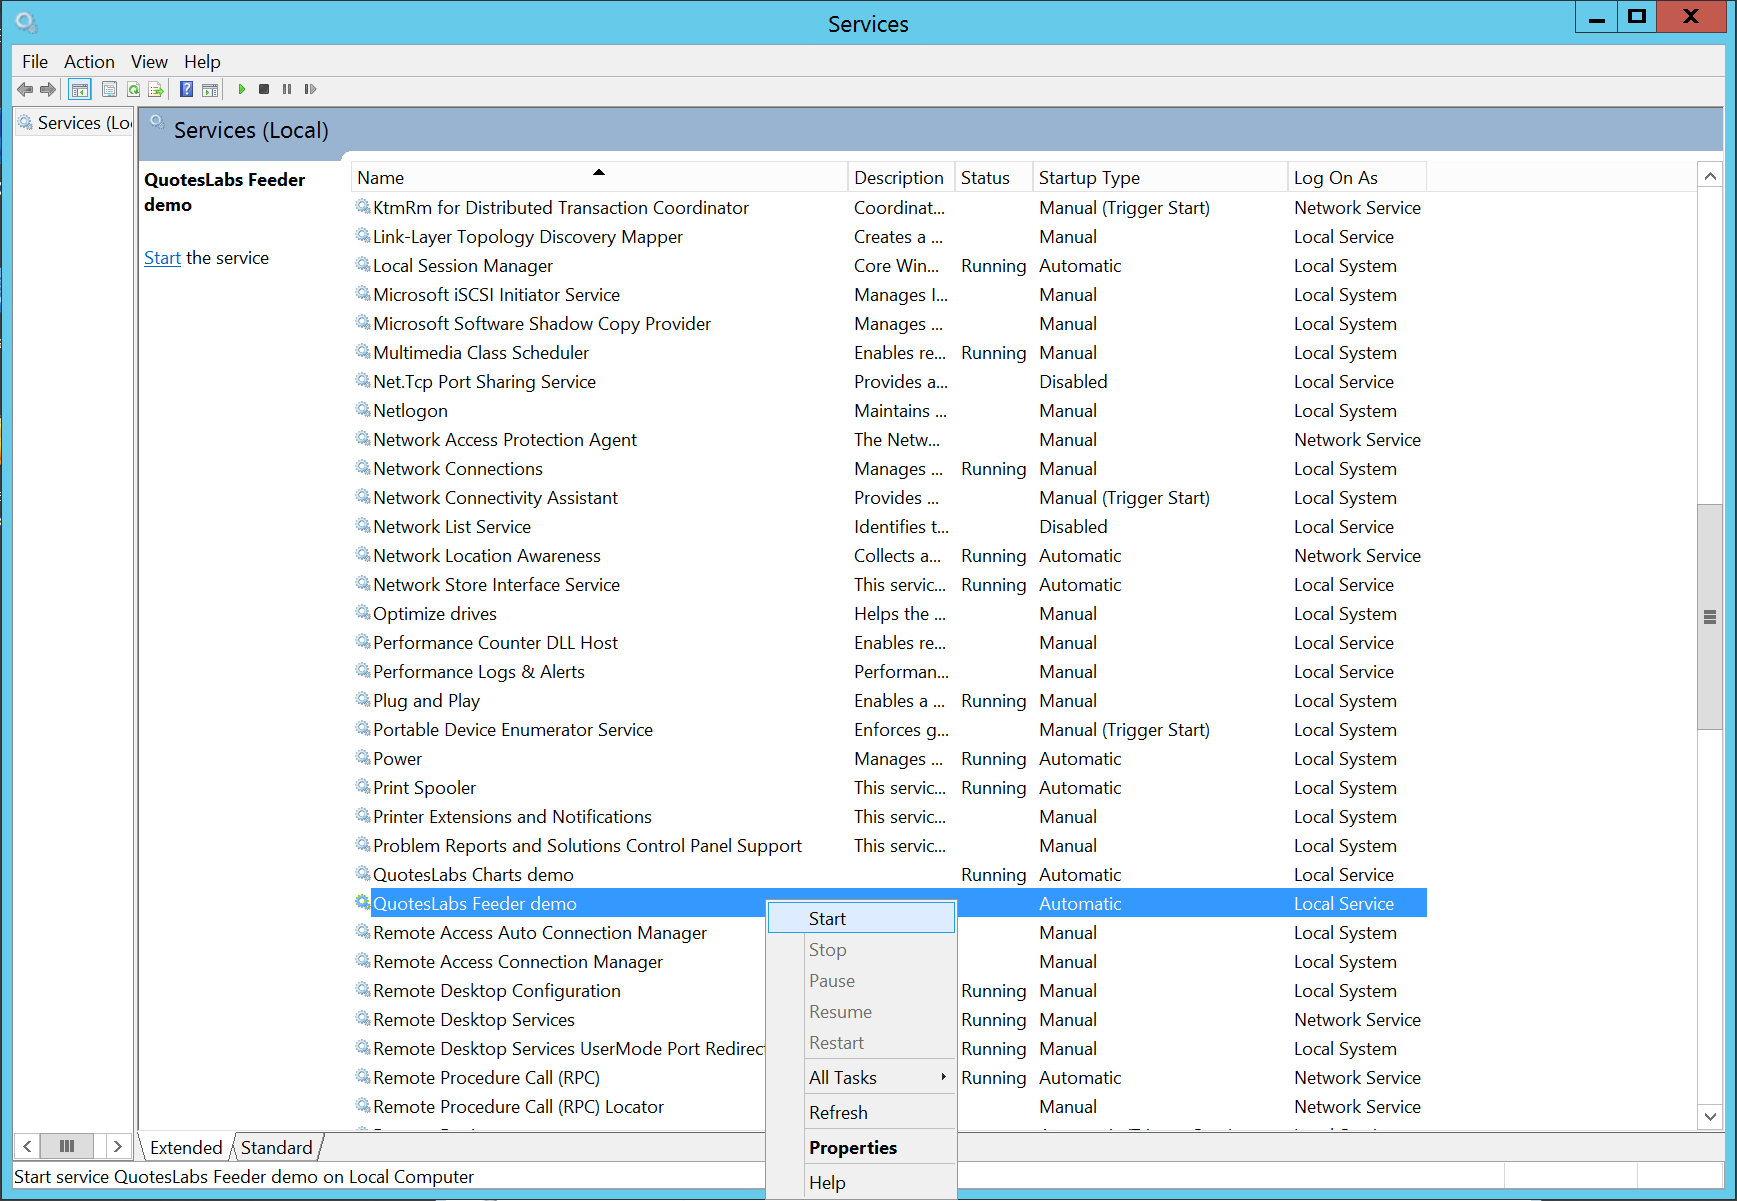 Services
File Action View Help
Services (Loc
Services (Local)
QuotesLabs Feeder
demo
Start the service
Name Description Status Startup Type Log On As
KtmRm for Distributed Transaction Coordinator Coordinat... Manual (Trigger Start) Network Service
Link-Layer Topology Discovery Mapper Creates a ... Manual Local Service
Local Session Manager Core Win... Running Automatic Local System
Microsoft iSCSI Initiator Service Manages I... Manual Local System
Microsoft Software Shadow Copy Provider Manages ... Manual Local System
Multimedia Class Scheduler Enables re... Running Manual Local System
Net.Tcp Port Sharing Service Provides a... Disabled Local Service
Netlogon Maintains ... Manual Local System
Network Access Protection Agent The Netw... Manual Network Service
Network Connections Manages ... Running Manual Local System
Network Connectivity Assistant Provides ... Manual (Trigger Start) Local System
Network List Service Identifies t... Disabled Local Service
Network Location Awareness Collects a... Running Automatic Network Service
Network Store Interface Service This servic... Running Automatic Local Service
Optimize drives Helps the ... Manual Local System
Performance Counter DLL Host Enables re... Manual Local Service
Performance Logs & Alerts Performan... Manual Local Service
Plug and Play Enables a ... Running Manual Local System
Portable Device Enumerator Service Enforces g... Manual (Trigger Start) Local System
Power Manages ... Running Automatic Local System
Print Spooler This servic... Running Automatic Local System
Printer Extensions and Notifications This servic... Manual Local System
Problem Reports and Solutions Control Panel Support This servic... Manual Local System
QuotesLabs Charts demo Running Automatic Local Service
QuotesLabs Feeder demo Automatic Local Service
Remote Access Auto Connection Manager Manual Local System
Remote Access Connection Manager Manual Local System
Remote Desktop Configuration Running Manual Local System
Remote Desktop Services Running Manual Network Service
Remote Desktop Services UserMode Port Redirect Running Manual Local System
Remote Procedure Call (RPC) Running Automatic Network Service
Remote Procedure Call (RPC) Locator Manual Network Service
Start
Stop
Pause
Resume
Restart
All Tasks
Refresh
Properties
Help
Extended Standard
Start service QuotesLabs Feeder demo on Local Computer